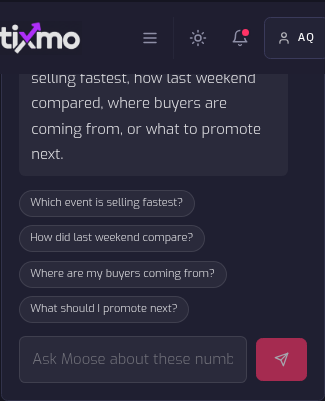 tixmo
AQ
selling fastest, how last weekend
compared, where buyers are
coming from, or what to promote
next.
Which event is selling fastest?
How did last weekend compare?
Where are my buyers coming from?
What should I promote next?
Ask Moose about these numb